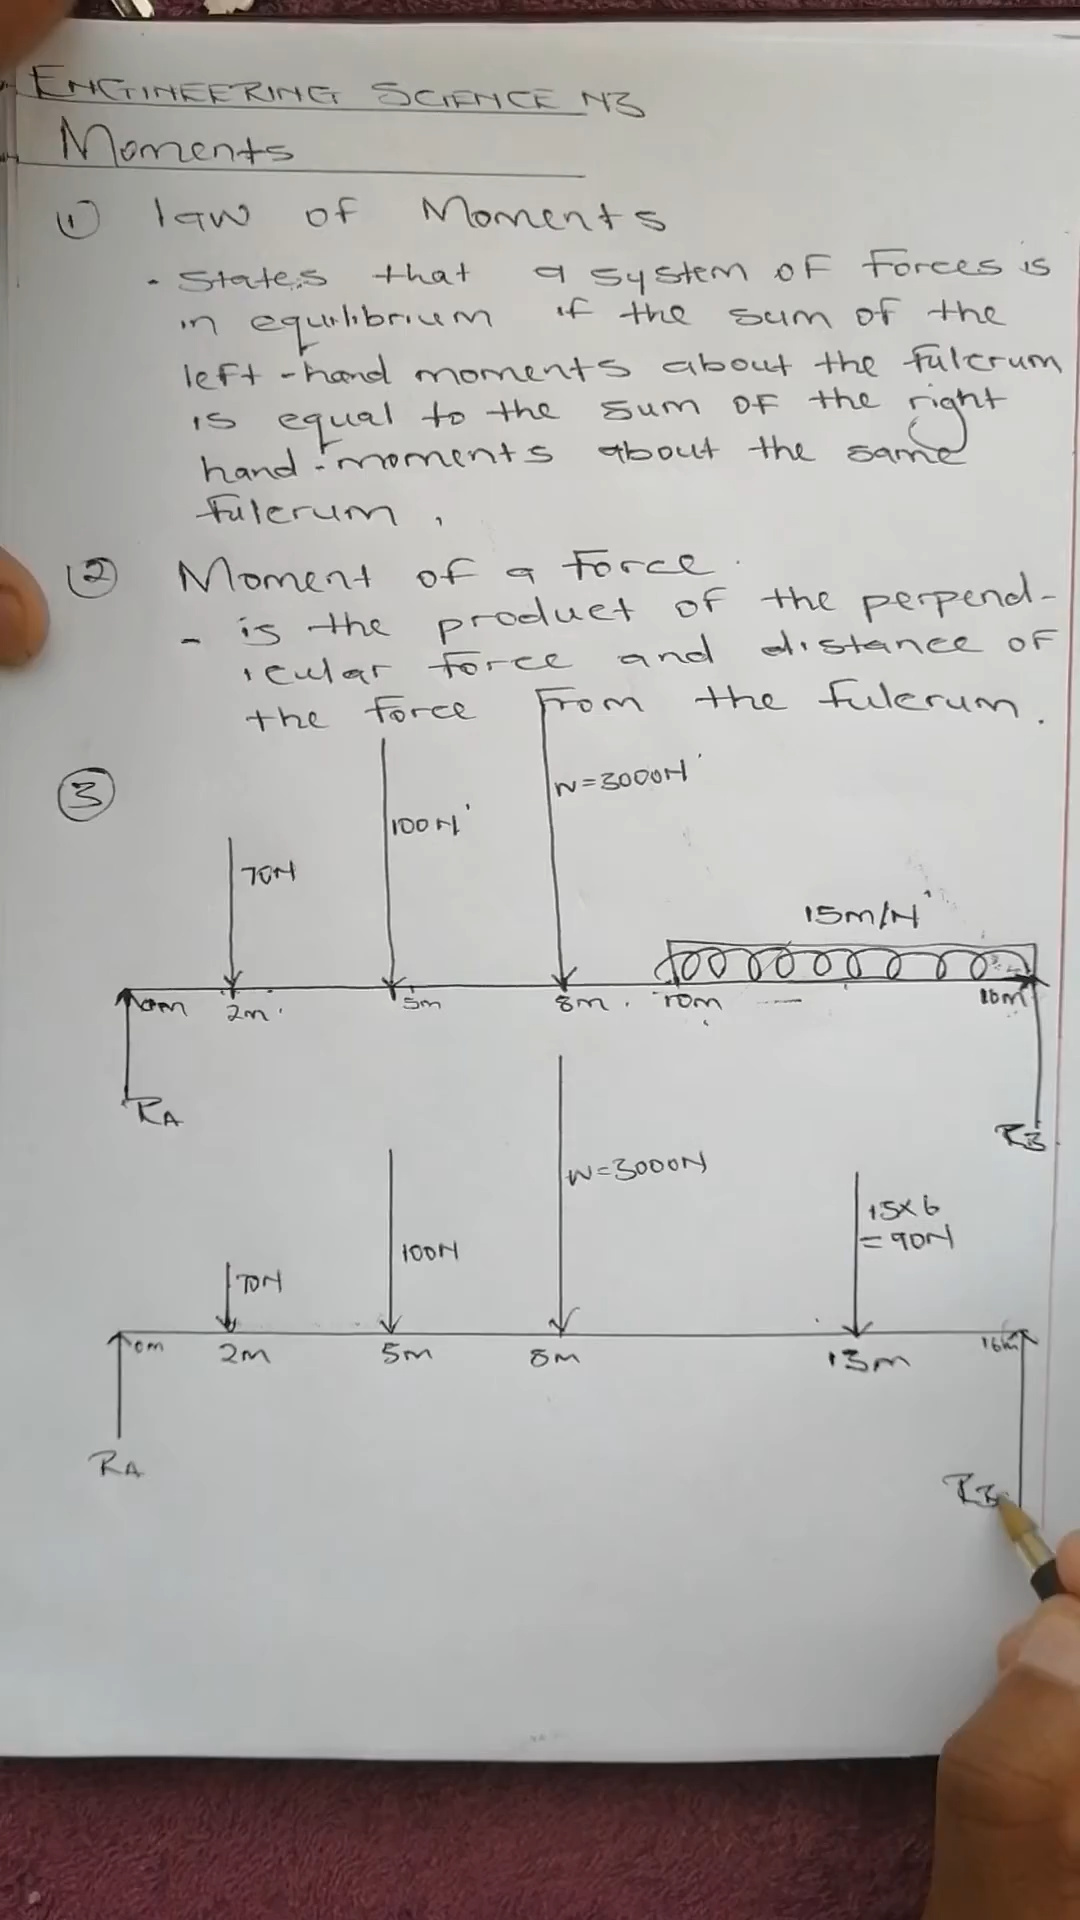 ENGINEERING SCIENCE N3
Moments
① law of Moments
• States that a system of Forces is
in equilibrium if the sum of the
left-hand moments about the fulcrum
is equal to the sum of the right
hand-moments about the same
fulcrum.
② Moment of a Force.
- is the product of the perpend-
icular force and distance of
the force From the fulcrum.
③
W=3000N
100N
70N
15m/N
0m 2m. 5m 8m. 10m 16m
RA
RB
W=3000N
15×6
=90N
100N
70N
0m 2m 5m 8m 13m 16m
RA
RB